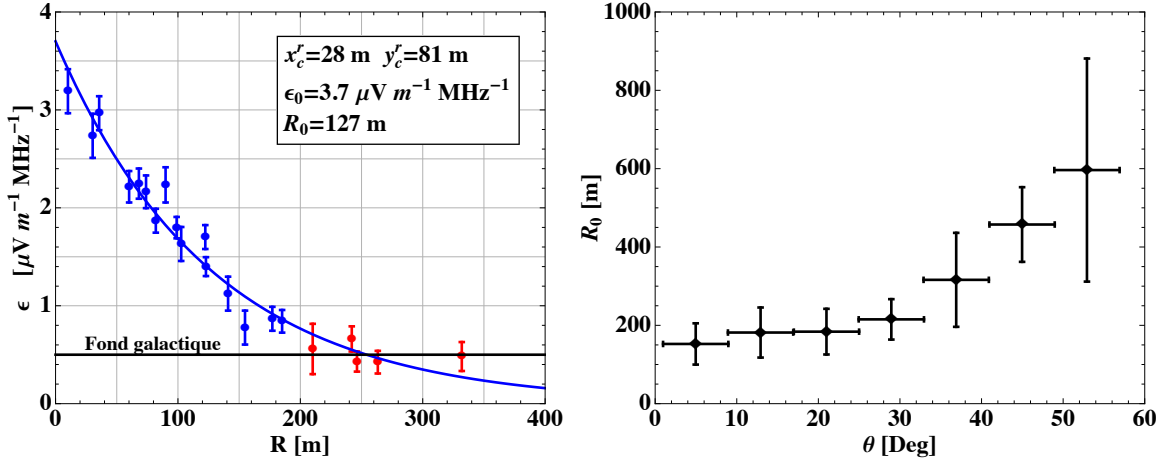 4
3
2
1
0
ϵ [μV m⁻¹ MHz⁻¹]
x_c^r=28 m y_c^r=81 m
ϵ₀=3.7 μV m⁻¹ MHz⁻¹
R₀=127 m
Fond galactique
0 100 200 300 400
R [m]
1000
800
600
400
200
0
R₀ [m]
0 10 20 30 40 50 60
θ [Deg]